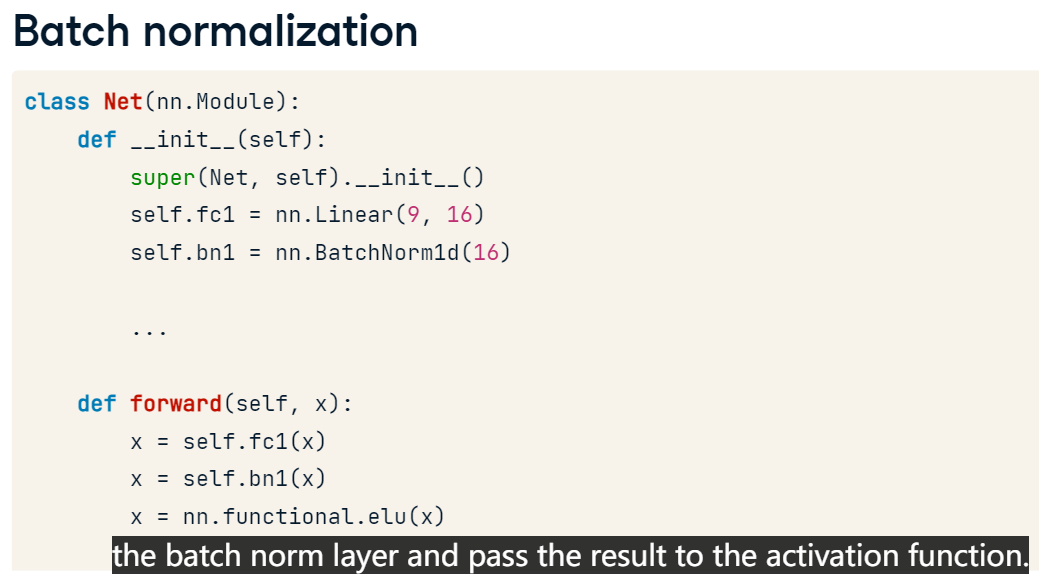 Batch normalization
class Net(nn.Module):
    def __init__(self):
        super(Net, self).__init__()
        self.fc1 = nn.Linear(9, 16)
        self.bn1 = nn.BatchNorm1d(16)
        ...
    def forward(self, x):
        x = self.fc1(x)
        x = self.bn1(x)
        x = nn.functional.elu(x)
the batch norm layer and pass the result to the activation function.